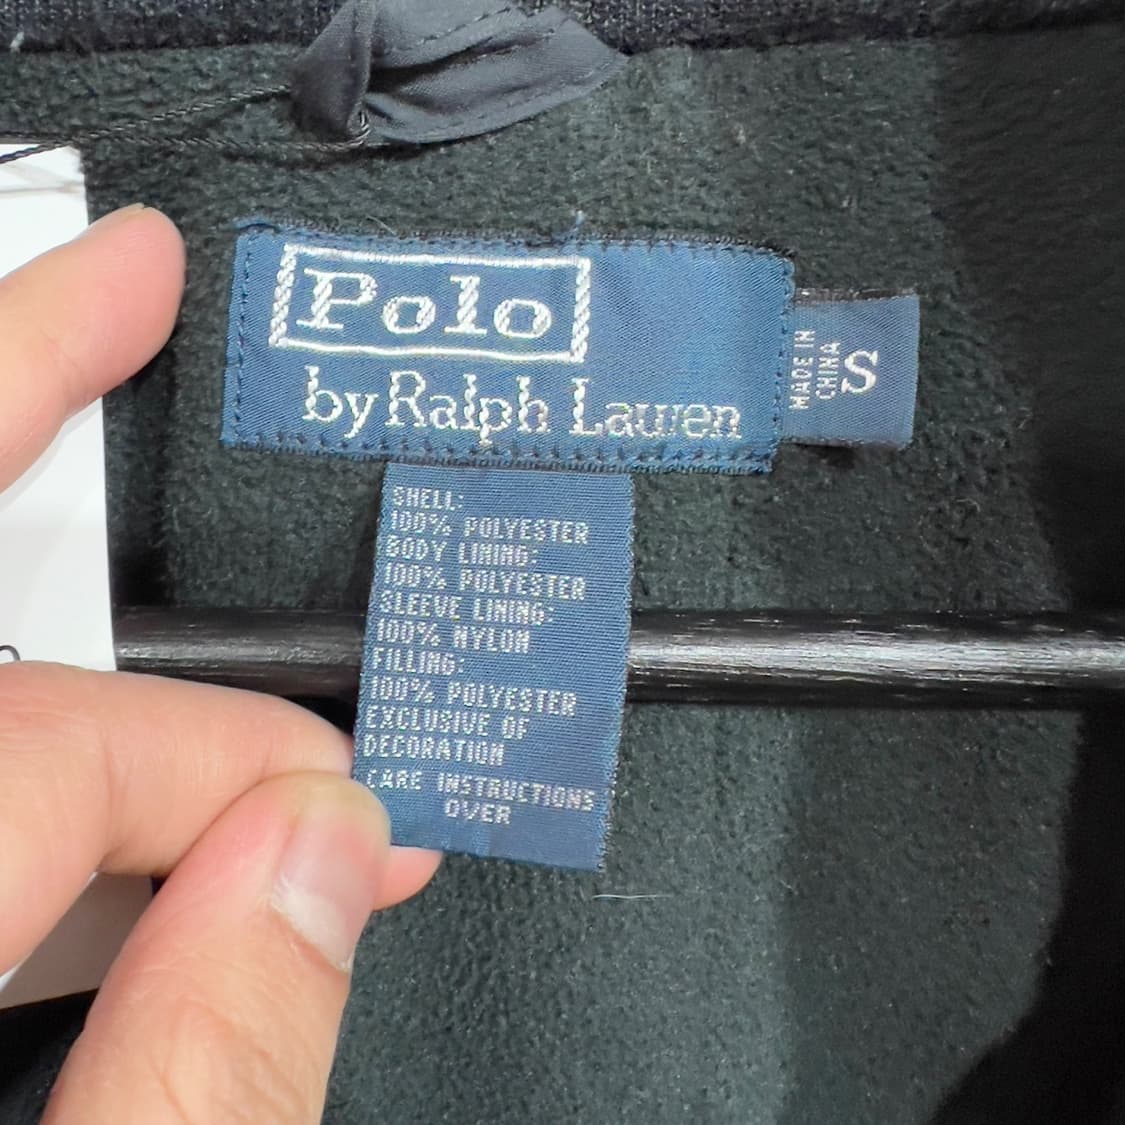 Polo
by Ralph Lauren
MADE IN
CHINA
S
SHELL:
100% POLYESTER
BODY LINING:
100% POLYESTER
SLEEVE LINING:
100% NYLON
FILLING:
100% POLYESTER
EXCLUSIVE OF
DECORATION
CARE INSTRUCTIONS
OVER